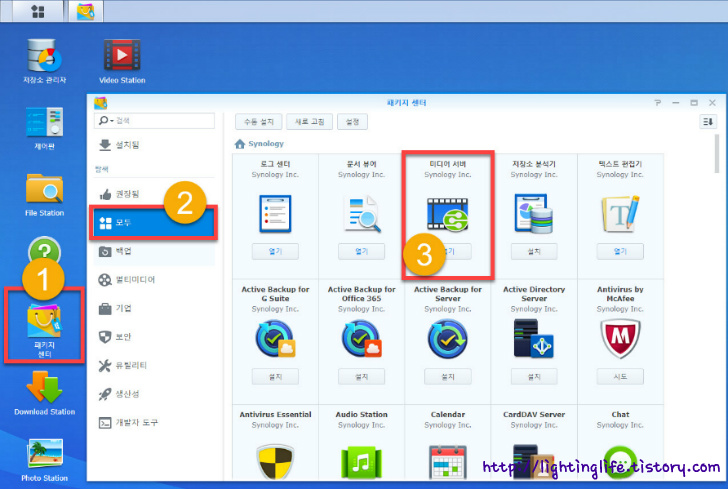 저장소 관리자
Video Station
제어판
File Station
1
패키지
센터
Download Station
Photo Station
패키지 센터
검색
수동 설치
새로 고침
설정
설치됨
탐색
권장됨
모두
2
백업
멀티미디어
기업
보안
유틸리티
생산성
개발자 도구
Synology
로그 센터
Synology Inc.
열기
문서 뷰어
Synology Inc.
열기
미디어 서버
Synology Inc.
3
열기
저장소 분석기
Synology Inc.
설치
텍스트 편집기
Synology Inc.
열기
Active Backup for
G Suite
Synology Inc.
설치
Active Backup for
Office 365
Synology Inc.
설치
Active Backup for
Server
Synology Inc.
설치
Active Directory
Server
Synology Inc.
설치
Antivirus by
McAfee
Synology Inc.
시도
Antivirus Essential
Synology Inc.
Audio Station
Synology Inc.
Calendar
Synology Inc.
CardDAV Server
Synology Inc.
Chat
Synology Inc.
http://lightinglife.tistory.com